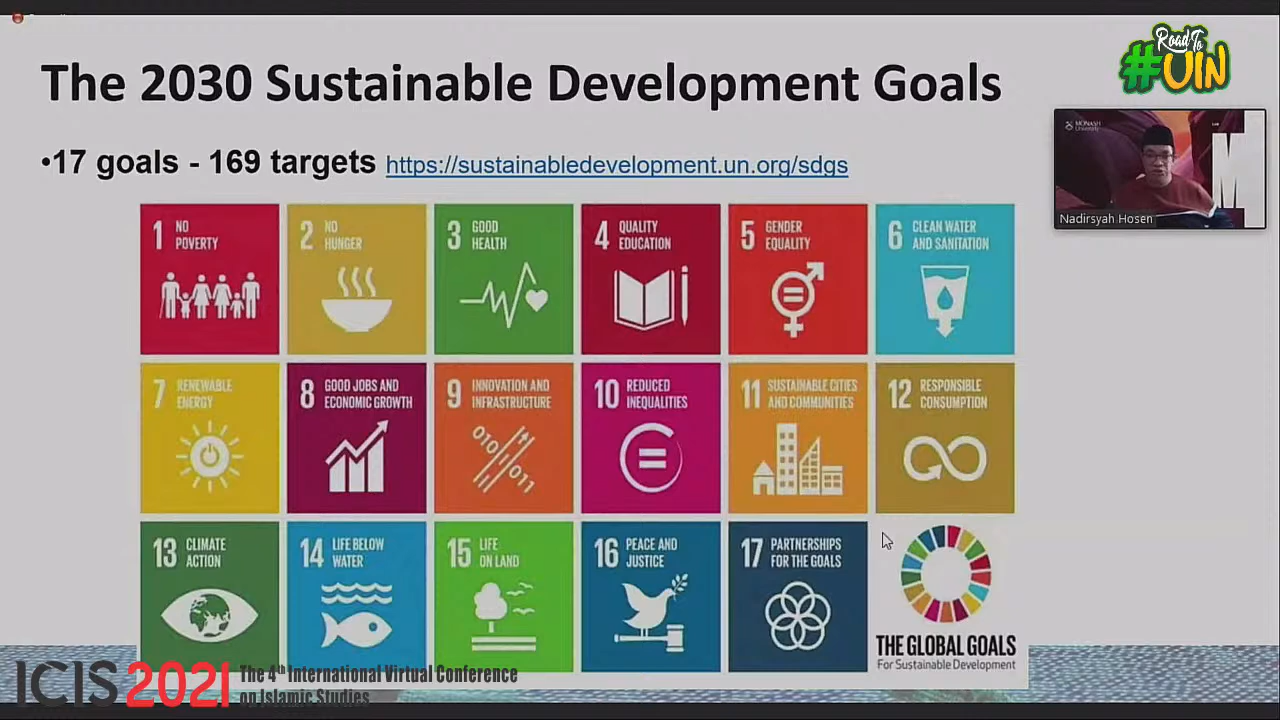 Road To
#UIN
The 2030 Sustainable Development Goals
•17 goals - 169 targets https://sustainabledevelopment.un.org/sdgs
MONASH
University
M
Nadirsyah Hosen
1 NO
POVERTY
2 NO
HUNGER
3 GOOD
HEALTH
4 QUALITY
EDUCATION
5 GENDER
EQUALITY
6 CLEAN WATER
AND SANITATION
7 RENEWABLE
ENERGY
8 GOOD JOBS AND
ECONOMIC GROWTH
9 INNOVATION AND
INFRASTRUCTURE
010
011
10 REDUCED
INEQUALITIES
11 SUSTAINABLE CITIES
AND COMMUNITIES
12 RESPONSIBLE
CONSUMPTION
13 CLIMATE
ACTION
14 LIFE BELOW
WATER
15 LIFE
ON LAND
16 PEACE AND
JUSTICE
17 PARTNERSHIPS
FOR THE GOALS
THE GLOBAL GOALS
For Sustainable Development
ICIS 2021 The 4th International Virtual Conference
on Islamic Studies